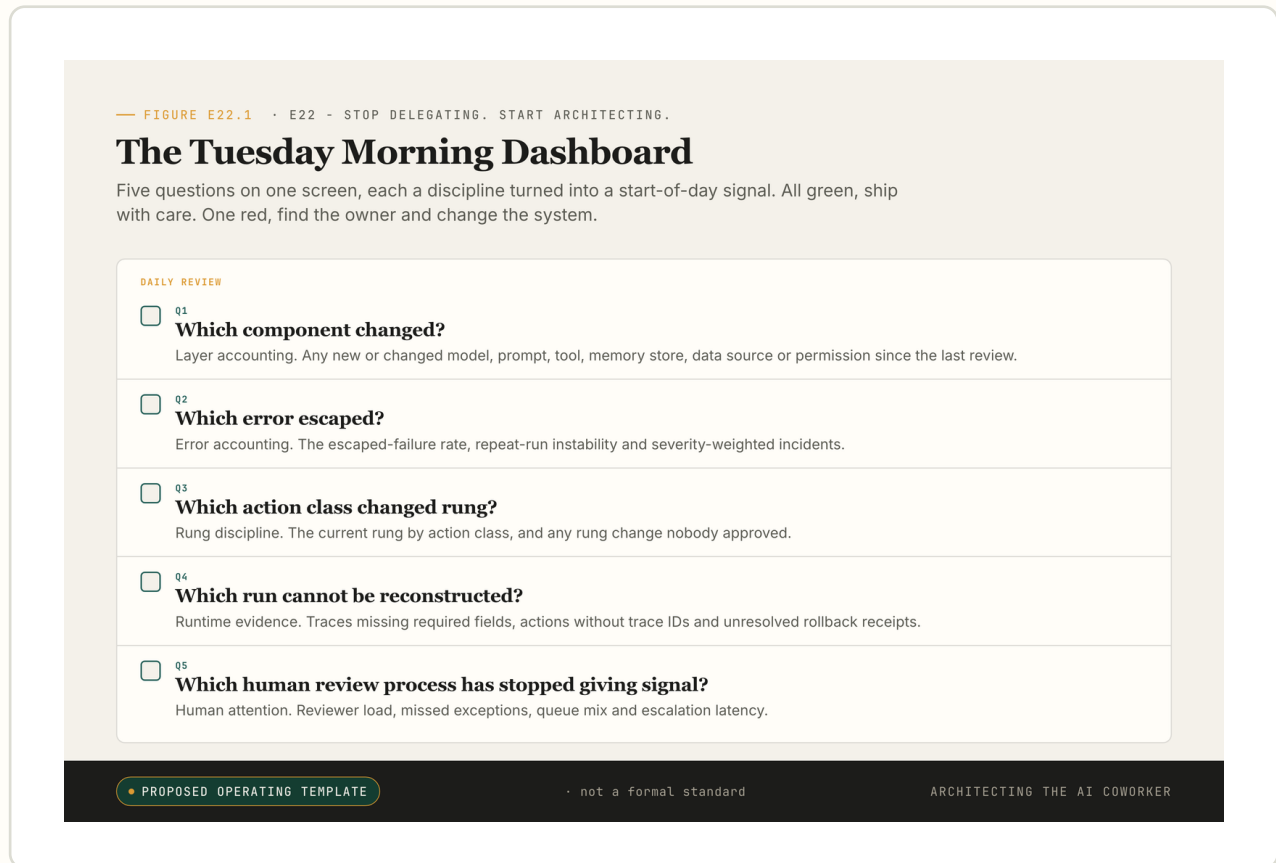 FIGURE E22.1 · E22 - STOP DELEGATING. START ARCHITECTING.
The Tuesday Morning Dashboard
Five questions on one screen, each a discipline turned into a start-of-day signal. All green, ship
with care. One red, find the owner and change the system.
DAILY REVIEW
Q1
Which component changed?
Layer accounting. Any new or changed model, prompt, tool, memory store, data source or permission since the last review.
Q2
Which error escaped?
Error accounting. The escaped-failure rate, repeat-run instability and severity-weighted incidents.
Q3
Which action class changed rung?
Rung discipline. The current rung by action class, and any rung change nobody approved.
Q4
Which run cannot be reconstructed?
Runtime evidence. Traces missing required fields, actions without trace IDs and unresolved rollback receipts.
Q5
Which human review process has stopped giving signal?
Human attention. Reviewer load, missed exceptions, queue mix and escalation latency.
PROPOSED OPERATING TEMPLATE · not a formal standard ARCHITECTING THE AI COWORKER